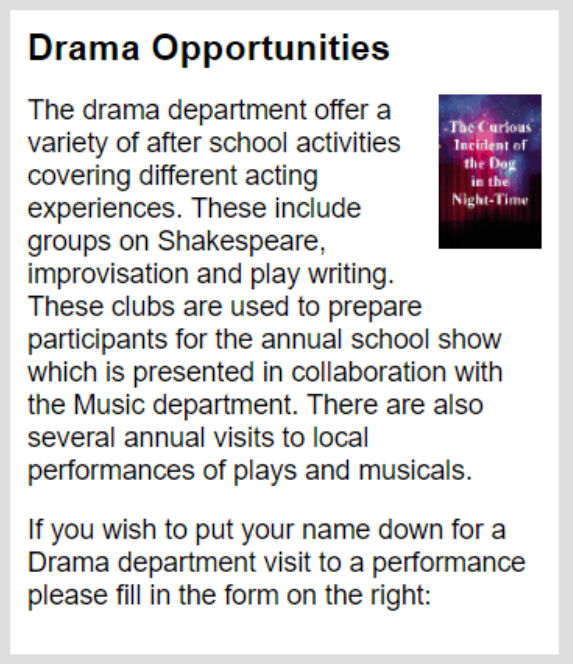 Drama Opportunities
The drama department offer a
variety of after school activities
covering different acting
experiences. These include
groups on Shakespeare,
improvisation and play writing.
These clubs are used to prepare
participants for the annual school show
which is presented in collaboration with
the Music department. There are also
several annual visits to local
performances of plays and musicals.
The Curious
Incident of
the Dog
in the
Night-Time
If you wish to put your name down for a
Drama department visit to a performance
please fill in the form on the right: